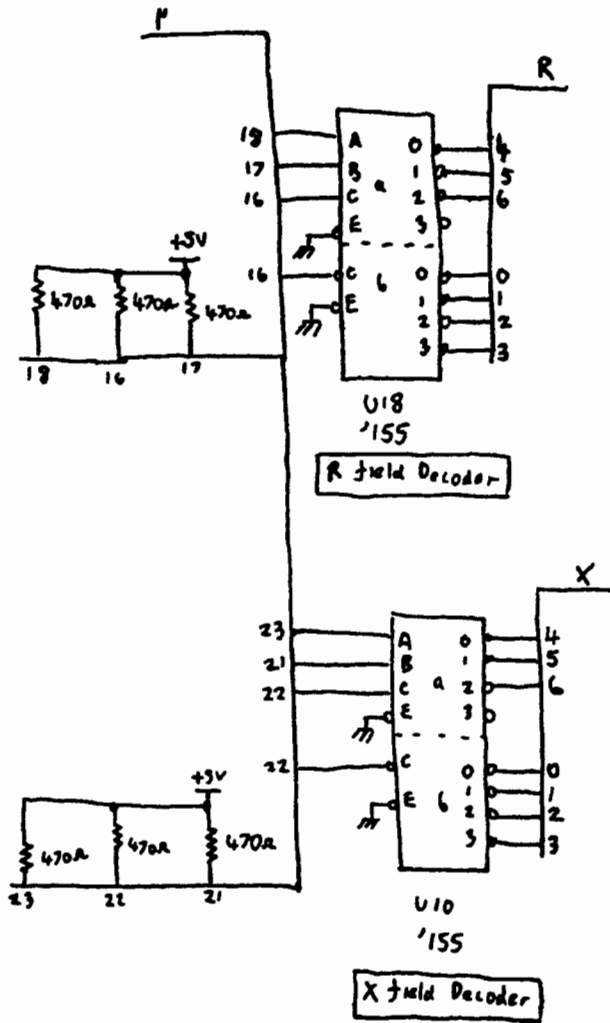 μ
R
18 A 0 4
17 B a 1 5
16 C 2 6
E 3
+5V
16 C b 0 0
E 1 1
470Ω 470Ω 470Ω 2 2
3 3
18 16 17
U18
'155
R field Decoder
X
23 A 0 4
21 B 1 5
22 C a 2 6
E 3
22 C 0 0
+5V
E b 1 1
2 2
470Ω 470Ω 470Ω 3 3
23 22 21
U10
'155
X field Decoder